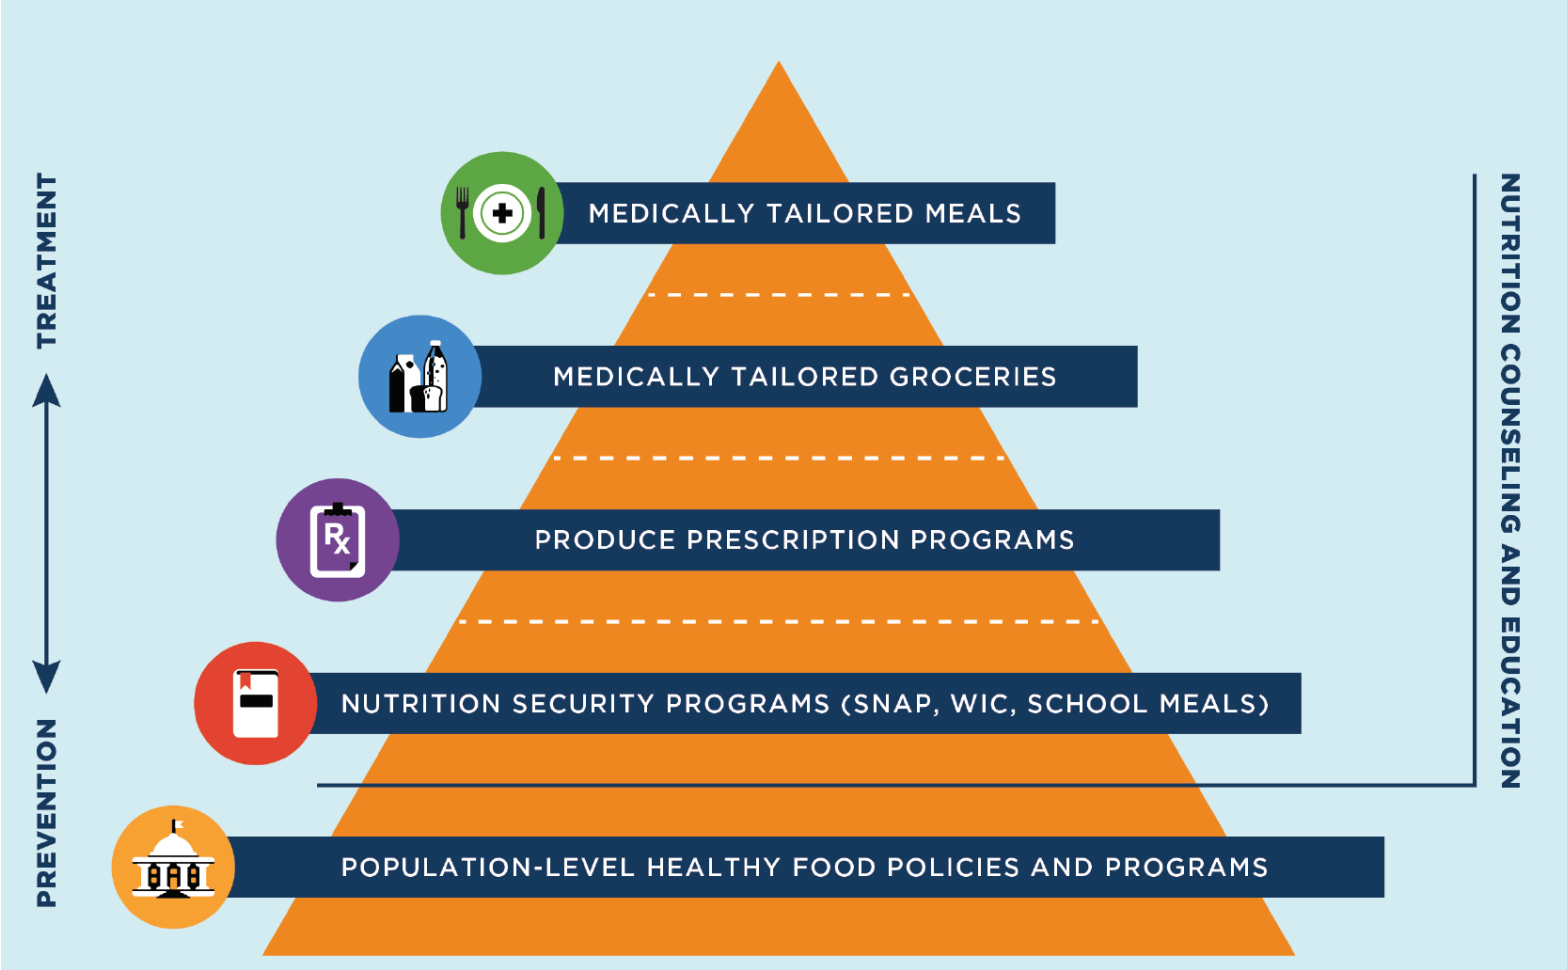 MEDICALLY TAILORED MEALS
MEDICALLY TAILORED GROCERIES
Rx
PRODUCE PRESCRIPTION PROGRAMS
NUTRITION SECURITY PROGRAMS (SNAP, WIC, SCHOOL MEALS)
POPULATION-LEVEL HEALTHY FOOD POLICIES AND PROGRAMS
TREATMENT
PREVENTION
NUTRITION COUNSELING AND EDUCATION